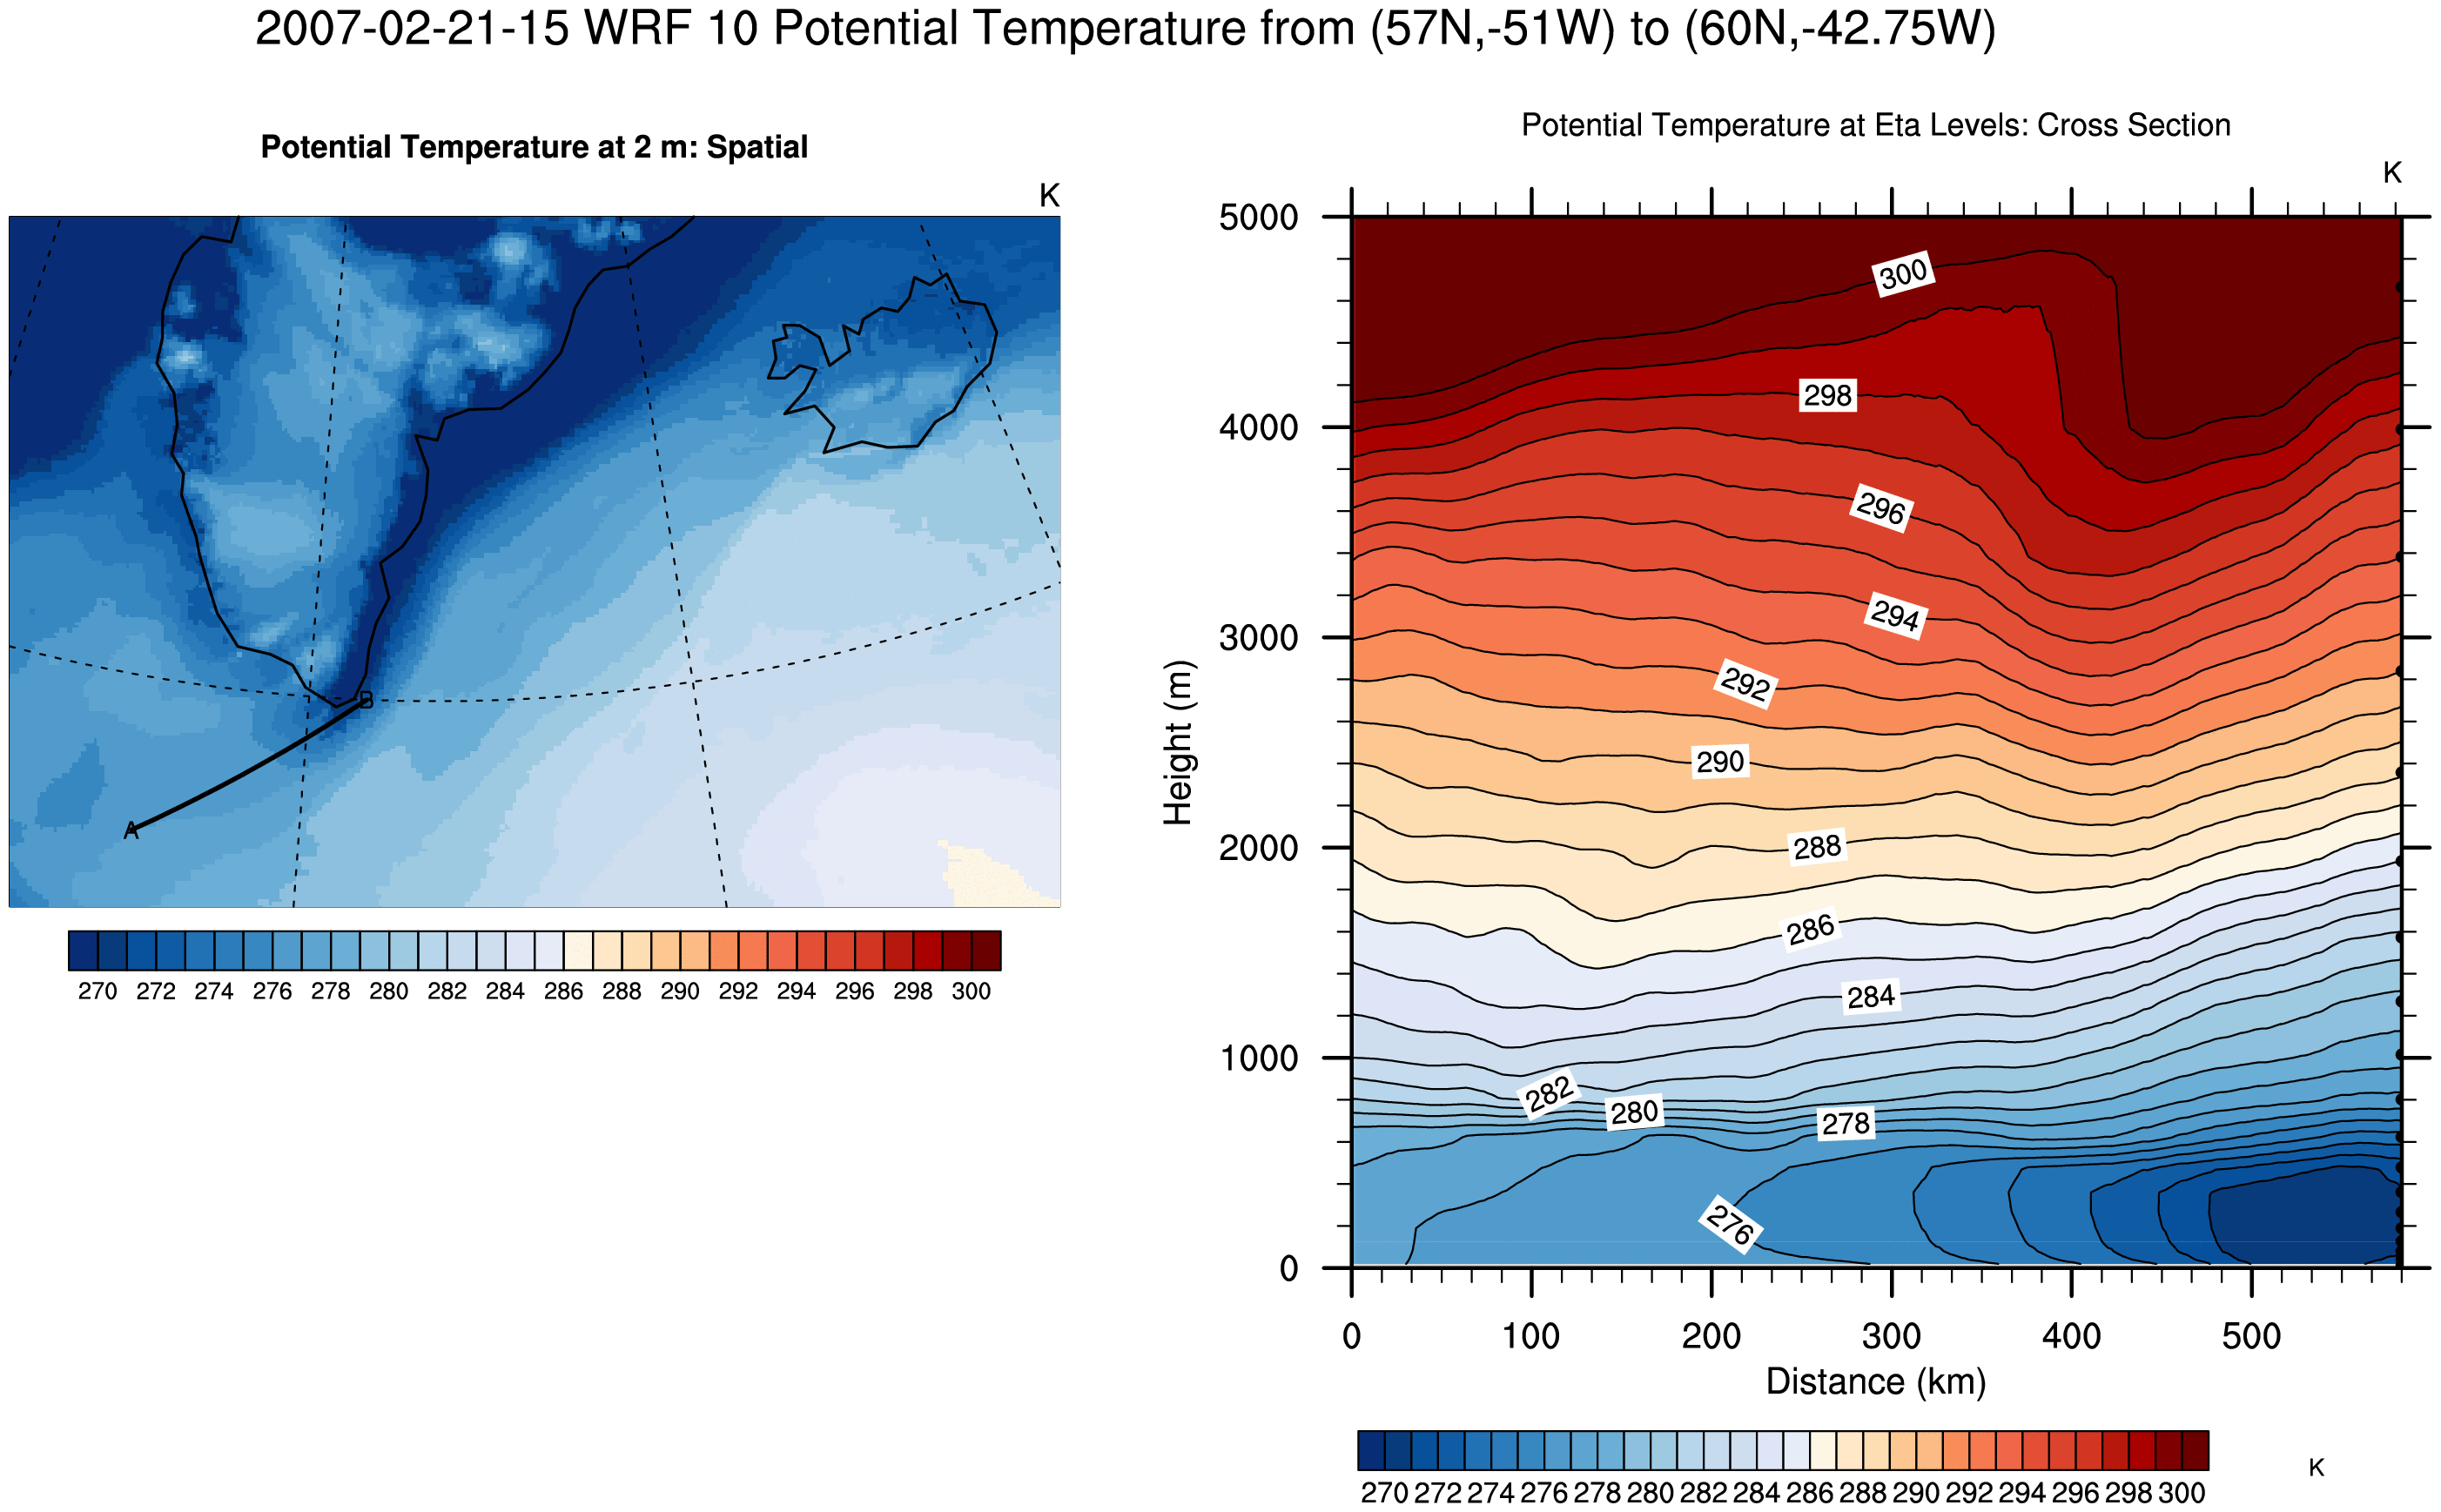 2007-02-21-15 WRF 10 Potential Temperature from (57N,-51W) to (60N,-42.75W)
Potential Temperature at 2 m: Spatial
K
A
B
270 272 274 276 278 280 282 284 286 288 290 292 294 296 298 300
Potential Temperature at Eta Levels: Cross Section
K
5000
4000
3000
2000
1000
0
Height (m)
300
298
296
294
292
290
288
286
284
282
280
278
276
0 100 200 300 400 500
Distance (km)
270 272 274 276 278 280 282 284 286 288 290 292 294 296 298 300
K